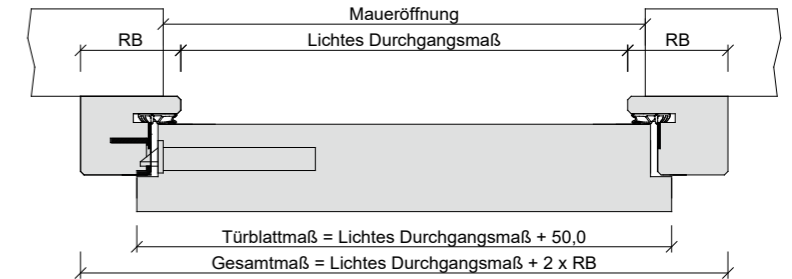 Maueröffnung
RB
Lichtes Durchgangsmaß
RB
Türblattmaß = Lichtes Durchgangsmaß + 50,0
Gesamtmaß = Lichtes Durchgangsmaß + 2 x RB